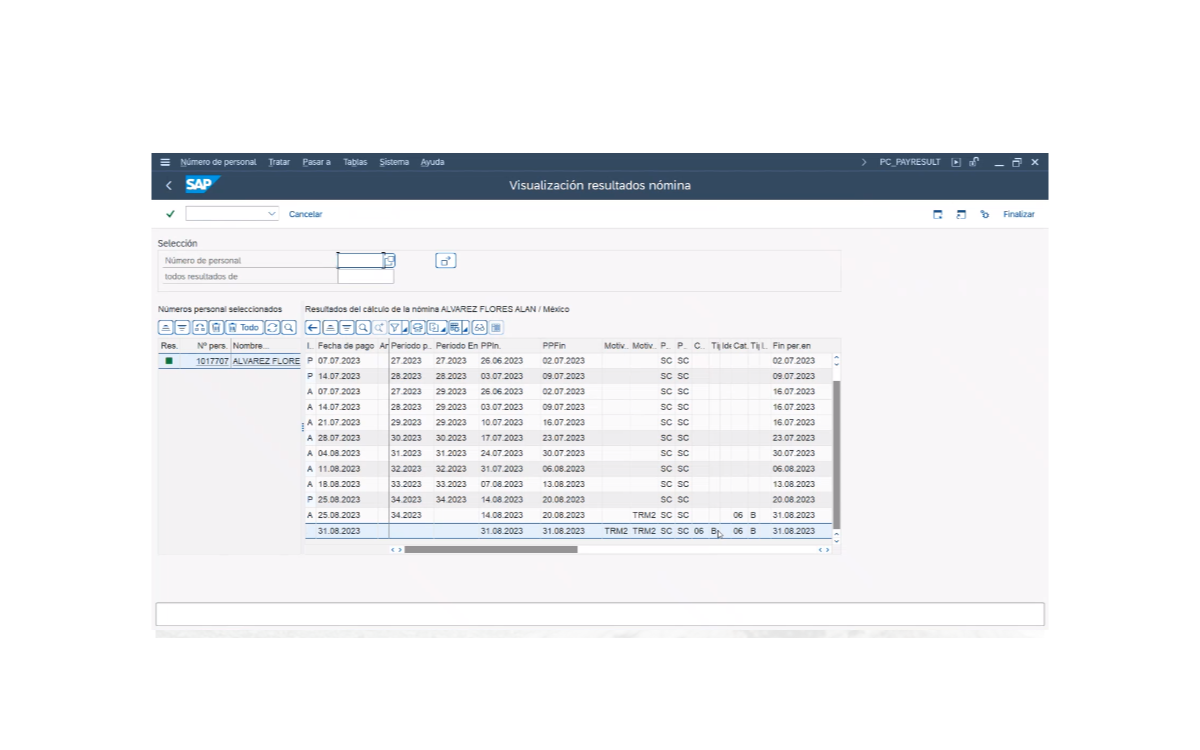 Número de personal Tratar Pasar a Tablas Sistema Ayuda PC_PAYRESULT
SAP Visualización resultados nómina
Cancelar Finalizar
Selección
Número de personal
todos resultados de
Números personal seleccionados Resultados del cálculo de la nómina ALVAREZ FLORES ALAN / México
Todo
Res. Nº pers. Nombre... I.. Fecha de pago Ar Periodo p.. Periodo En PPIn. PPFin Motiv.. Motiv.. P.. P.. C.. Tij Ide Cat. Tij I.. Fin per.en
1017707 ALVAREZ FLORE P 07.07.2023 27.2023 27.2023 26.06.2023 02.07.2023 SC SC 02.07.2023
P 14.07.2023 28.2023 28.2023 03.07.2023 09.07.2023 SC SC 09.07.2023
A 07.07.2023 27.2023 29.2023 26.06.2023 02.07.2023 SC SC 16.07.2023
A 14.07.2023 28.2023 29.2023 03.07.2023 09.07.2023 SC SC 16.07.2023
A 21.07.2023 29.2023 29.2023 10.07.2023 16.07.2023 SC SC 16.07.2023
A 28.07.2023 30.2023 30.2023 17.07.2023 23.07.2023 SC SC 23.07.2023
A 04.08.2023 31.2023 31.2023 24.07.2023 30.07.2023 SC SC 30.07.2023
A 11.08.2023 32.2023 32.2023 31.07.2023 06.08.2023 SC SC 06.08.2023
A 18.08.2023 33.2023 33.2023 07.08.2023 13.08.2023 SC SC 13.08.2023
P 25.08.2023 34.2023 34.2023 14.08.2023 20.08.2023 SC SC 20.08.2023
A 25.08.2023 34.2023 14.08.2023 20.08.2023 TRM2 SC SC 06 B 31.08.2023
31.08.2023 31.08.2023 31.08.2023 TRM2 TRM2 SC SC 06 B 06 B 31.08.2023